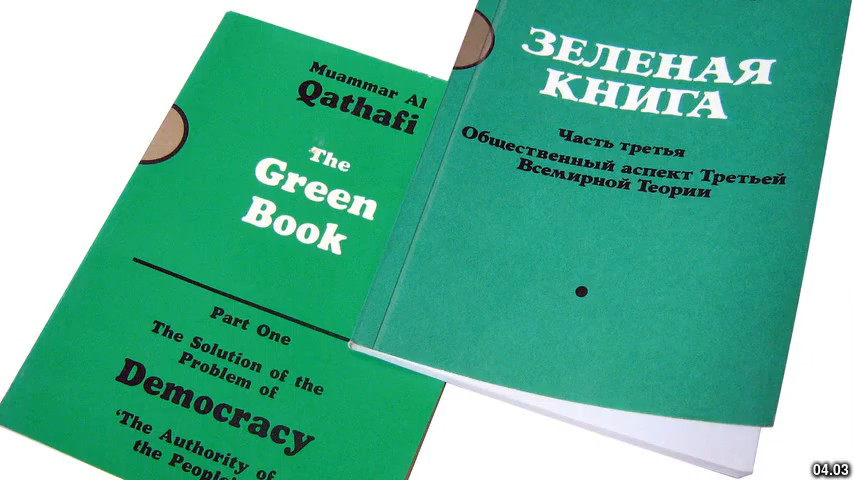 Muammar Al
Qathafi
The
Green
Book
Part One
The Solution of the
Problem of
Democracy
'The Authority of
the People'
ЗЕЛЕНАЯ
КНИГА
Часть третья
Общественный аспект Третьей
Всемирной Теории
04.03